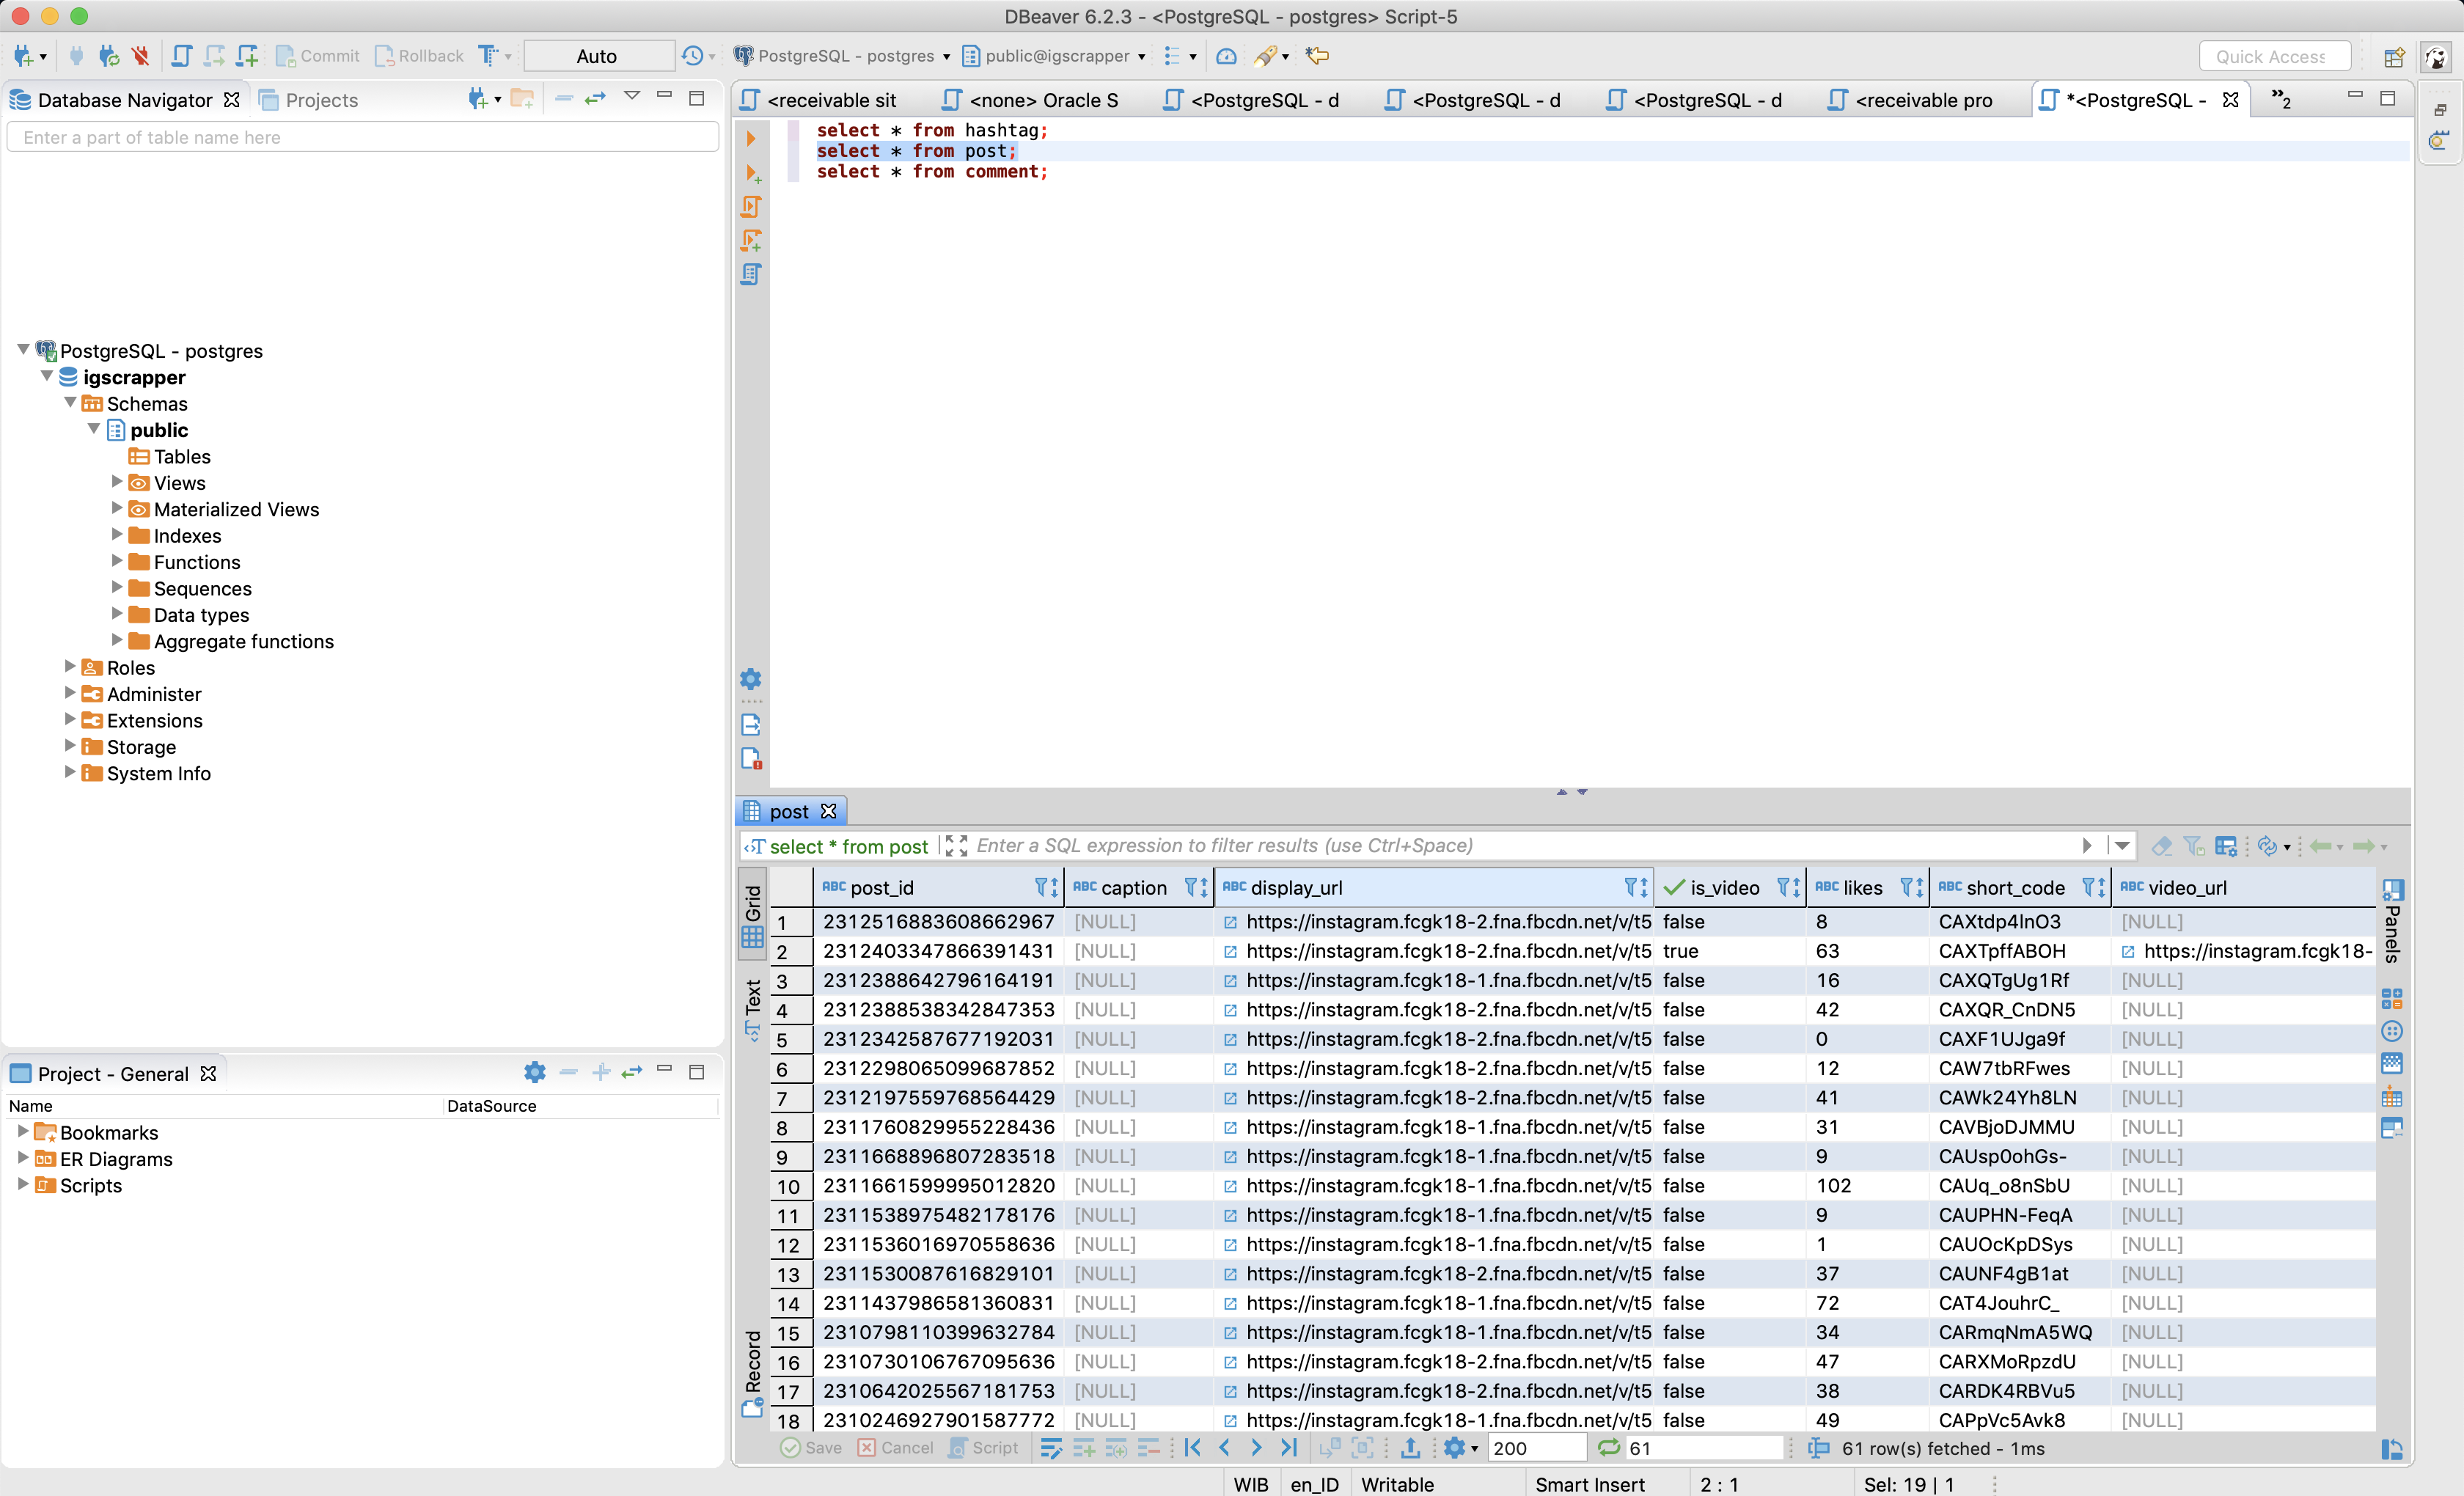 DBeaver 6.2.3 - <PostgreSQL - postgres> Script-5
Commit Rollback Auto PostgreSQL - postgres public@igscrapper Quick Access
Database Navigator Projects
Enter a part of table name here
PostgreSQL - postgres
igscrapper
Schemas
public
Tables
Views
Materialized Views
Indexes
Functions
Sequences
Data types
Aggregate functions
Roles
Administer
Extensions
Storage
System Info
Project - General
Name DataSource
Bookmarks
ER Diagrams
Scripts
<receivable sit <none> Oracle S <PostgreSQL - d <PostgreSQL - d <PostgreSQL - d <receivable pro *<PostgreSQL - »2
select * from hashtag;
select * from post;
select * from comment;
post
select * from post Enter a SQL expression to filter results (use Ctrl+Space)
Grid
Text
Record
Panels
ABC post_id ABC caption ABC display_url is_video ABC likes ABC short_code ABC video_url
1 2312516883608662967 [NULL] https://instagram.fcgk18-2.fna.fbcdn.net/v/t5 false 8 CAXtdp4lnO3 [NULL]
2 2312403347866391431 [NULL] https://instagram.fcgk18-2.fna.fbcdn.net/v/t5 true 63 CAXTpffABOH https://instagram.fcgk18-
3 2312388642796164191 [NULL] https://instagram.fcgk18-1.fna.fbcdn.net/v/t5 false 16 CAXQTgUg1Rf [NULL]
4 2312388538342847353 [NULL] https://instagram.fcgk18-2.fna.fbcdn.net/v/t5 false 42 CAXQR_CnDN5 [NULL]
5 2312342587677192031 [NULL] https://instagram.fcgk18-2.fna.fbcdn.net/v/t5 false 0 CAXF1UJga9f [NULL]
6 2312298065099687852 [NULL] https://instagram.fcgk18-2.fna.fbcdn.net/v/t5 false 12 CAW7tbRFwes [NULL]
7 2312197559768564429 [NULL] https://instagram.fcgk18-2.fna.fbcdn.net/v/t5 false 41 CAWk24Yh8LN [NULL]
8 2311760829955228436 [NULL] https://instagram.fcgk18-1.fna.fbcdn.net/v/t5 false 31 CAVBjoDJMMU [NULL]
9 2311668896807283518 [NULL] https://instagram.fcgk18-1.fna.fbcdn.net/v/t5 false 9 CAUsp0ohGs- [NULL]
10 2311661599995012820 [NULL] https://instagram.fcgk18-1.fna.fbcdn.net/v/t5 false 102 CAUq_o8nSbU [NULL]
11 2311538975482178176 [NULL] https://instagram.fcgk18-1.fna.fbcdn.net/v/t5 false 9 CAUPHN-FeqA [NULL]
12 2311536016970558636 [NULL] https://instagram.fcgk18-1.fna.fbcdn.net/v/t5 false 1 CAUOcKpDSys [NULL]
13 2311530087616829101 [NULL] https://instagram.fcgk18-2.fna.fbcdn.net/v/t5 false 37 CAUNF4gB1at [NULL]
14 2311437986581360831 [NULL] https://instagram.fcgk18-1.fna.fbcdn.net/v/t5 false 72 CAT4JouhrC_ [NULL]
15 2310798110399632784 [NULL] https://instagram.fcgk18-1.fna.fbcdn.net/v/t5 false 34 CARmqNmA5WQ [NULL]
16 2310730106767095636 [NULL] https://instagram.fcgk18-2.fna.fbcdn.net/v/t5 false 47 CARXMoRpzdU [NULL]
17 2310642025567181753 [NULL] https://instagram.fcgk18-2.fna.fbcdn.net/v/t5 false 38 CARDK4RBVu5 [NULL]
18 2310246927901587772 [NULL] https://instagram.fcgk18-1.fna.fbcdn.net/v/t5 false 49 CAPpVc5Avk8 [NULL]
Save Cancel Script 200 61 61 row(s) fetched - 1ms
WIB en_ID Writable Smart Insert 2 : 1 Sel: 19 | 1